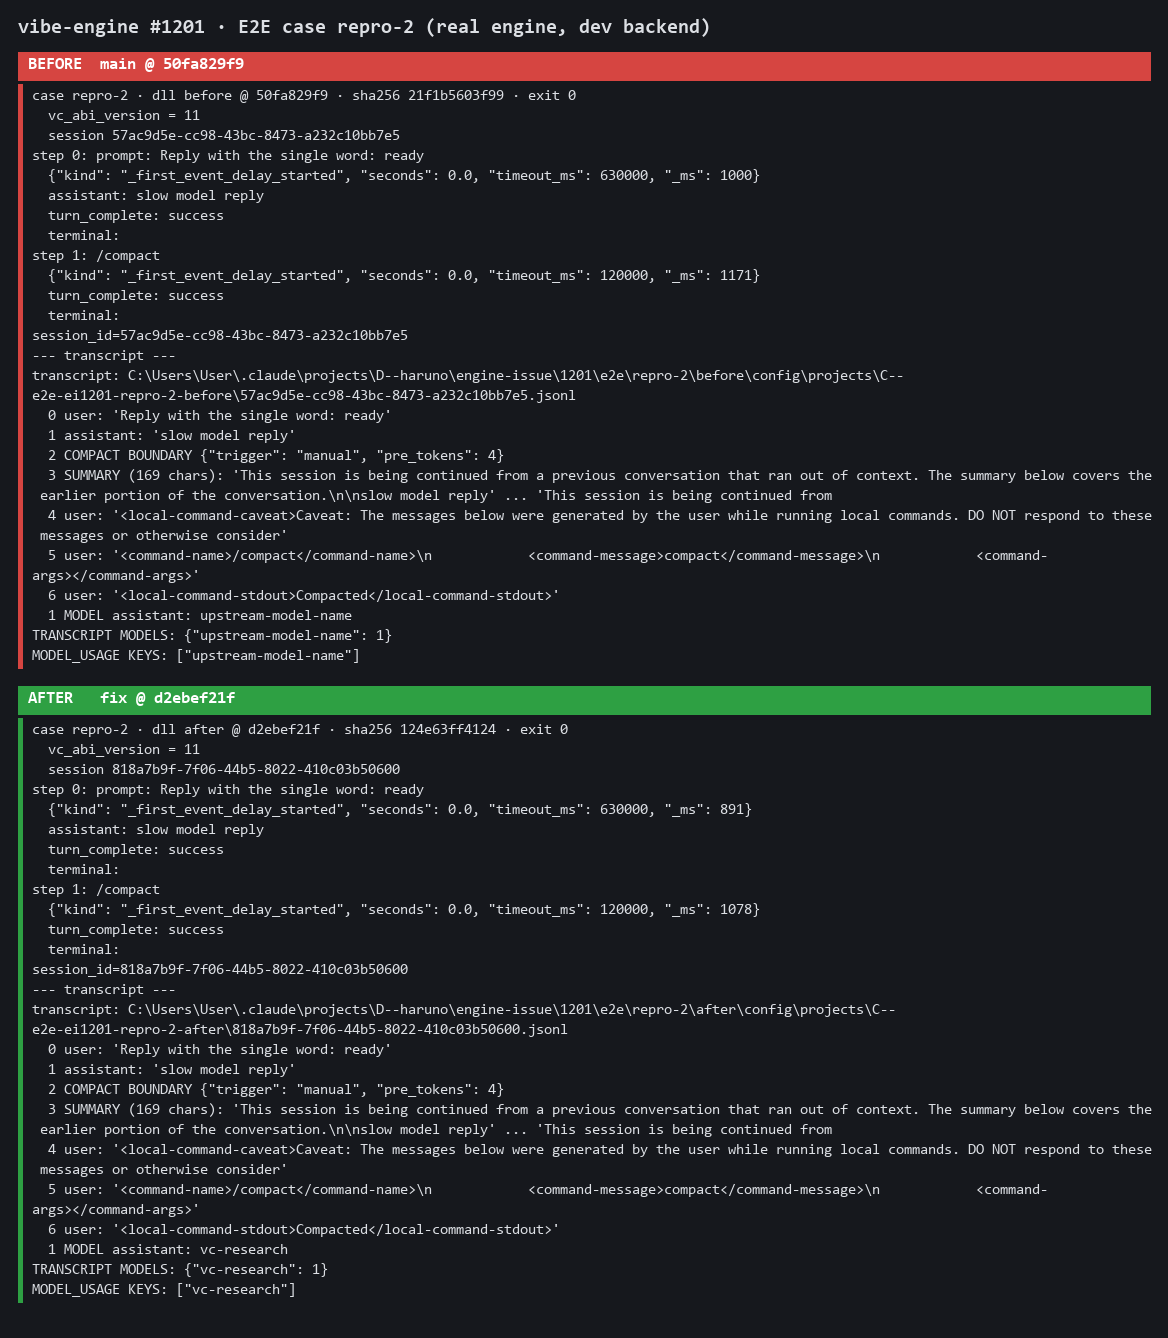 vibe-engine #1201 · E2E case repro-2 (real engine, dev backend)
BEFORE  main @ 50fa829f9
case repro-2 · dll before @ 50fa829f9 · sha256 21f1b5603f99 · exit 0
  vc_abi_version = 11
  session 57ac9d5e-cc98-43bc-8473-a232c10bb7e5
step 0: prompt: Reply with the single word: ready
  {"kind": "_first_event_delay_started", "seconds": 0.0, "timeout_ms": 630000, "_ms": 1000}
  assistant: slow model reply
  turn_complete: success
  terminal:
step 1: /compact
  {"kind": "_first_event_delay_started", "seconds": 0.0, "timeout_ms": 120000, "_ms": 1171}
  turn_complete: success
  terminal:
session_id=57ac9d5e-cc98-43bc-8473-a232c10bb7e5
--- transcript ---
transcript: C:\Users\User\.claude\projects\D--haruno\engine-issue\1201\e2e\repro-2\before\config\projects\C--
e2e-ei1201-repro-2-before\57ac9d5e-cc98-43bc-8473-a232c10bb7e5.jsonl
  0 user: 'Reply with the single word: ready'
  1 assistant: 'slow model reply'
  2 COMPACT BOUNDARY {"trigger": "manual", "pre_tokens": 4}
  3 SUMMARY (169 chars): 'This session is being continued from a previous conversation that ran out of context. The summary below covers the
 earlier portion of the conversation.\n\nslow model reply' ... 'This session is being continued from
  4 user: '<local-command-caveat>Caveat: The messages below were generated by the user while running local commands. DO NOT respond to these
 messages or otherwise consider'
  5 user: '<command-name>/compact</command-name>\n            <command-message>compact</command-message>\n            <command-
args></command-args>'
  6 user: '<local-command-stdout>Compacted</local-command-stdout>'
  1 MODEL assistant: upstream-model-name
TRANSCRIPT MODELS: {"upstream-model-name": 1}
MODEL_USAGE KEYS: ["upstream-model-name"]
AFTER   fix @ d2ebef21f
case repro-2 · dll after @ d2ebef21f · sha256 124e63ff4124 · exit 0
  vc_abi_version = 11
  session 818a7b9f-7f06-44b5-8022-410c03b50600
step 0: prompt: Reply with the single word: ready
  {"kind": "_first_event_delay_started", "seconds": 0.0, "timeout_ms": 630000, "_ms": 891}
  assistant: slow model reply
  turn_complete: success
  terminal:
step 1: /compact
  {"kind": "_first_event_delay_started", "seconds": 0.0, "timeout_ms": 120000, "_ms": 1078}
  turn_complete: success
  terminal:
session_id=818a7b9f-7f06-44b5-8022-410c03b50600
--- transcript ---
transcript: C:\Users\User\.claude\projects\D--haruno\engine-issue\1201\e2e\repro-2\after\config\projects\C--
e2e-ei1201-repro-2-after\818a7b9f-7f06-44b5-8022-410c03b50600.jsonl
  0 user: 'Reply with the single word: ready'
  1 assistant: 'slow model reply'
  2 COMPACT BOUNDARY {"trigger": "manual", "pre_tokens": 4}
  3 SUMMARY (169 chars): 'This session is being continued from a previous conversation that ran out of context. The summary below covers the
 earlier portion of the conversation.\n\nslow model reply' ... 'This session is being continued from
  4 user: '<local-command-caveat>Caveat: The messages below were generated by the user while running local commands. DO NOT respond to these
 messages or otherwise consider'
  5 user: '<command-name>/compact</command-name>\n            <command-message>compact</command-message>\n            <command-
args></command-args>'
  6 user: '<local-command-stdout>Compacted</local-command-stdout>'
  1 MODEL assistant: vc-research
TRANSCRIPT MODELS: {"vc-research": 1}
MODEL_USAGE KEYS: ["vc-research"]